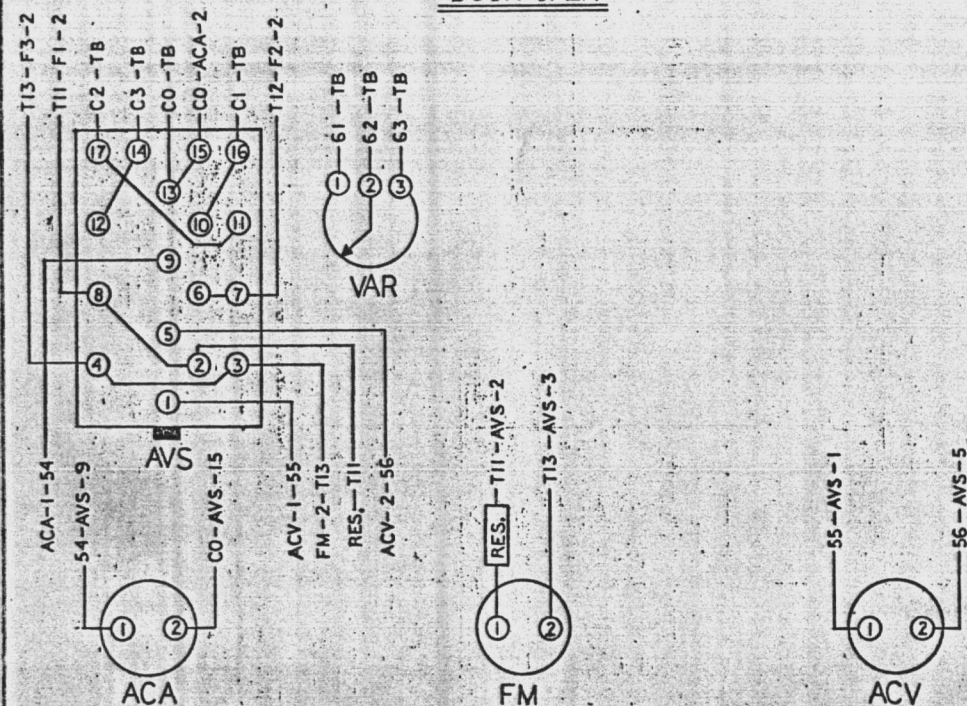 T13-F3-2
T11-F1-2
C2-TB
C3-TB
C0-TB
C0-ACA-2
C1-TB
T12-F2-2
61-TB
62-TB
63-TB
17
14
15
16
13
12
10
11
9
8
6
7
5
4
2
3
1
AVS
1
2
3
VAR
ACA-1-54
54-AVS-9
C0-AVS-15
ACV-1-55
FM-2-T13
RES.-T11
ACV-2-56
RES.
T11-AVS-2
T13-AVS-3
55-AVS-1
56-AVS-5
1
2
ACA
1
2
FM
1
2
ACV